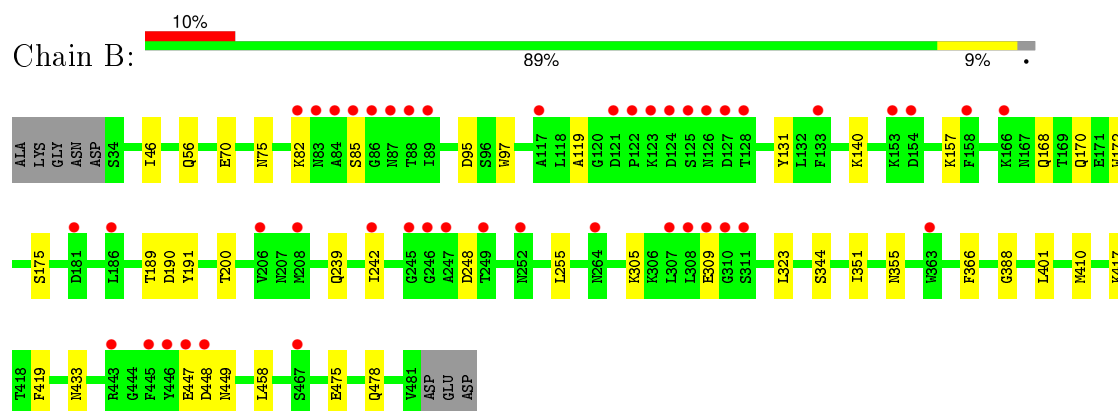 10%
Chain B:
89% 9% •
ALA LYS GLY ASN ASP S34 I46 Q56 E70 N75 K82 N83 A84 S85 G86 N87 T88 I89 D95 S96 W97 A117 L118 A119 G120 D121 P122 K123 D124 S125 N126 D127 T128 Y131 L132 F133 K140 K153 D154 K157 F158 K166 N167 Q168 T169 Q170 E171 W172
S175 D181 L186 T189 D190 Y191 T200 V206 N207 M208 Q239 I242 G245 G246 A247 D248 T249 N252 L255 N264 K305 K306 L307 L308 E309 G310 S311 L323 S344 I351 N355 W363 F366 G388 L401 M410 K417
T418 F419 N433 R443 G444 F445 Y446 E447 D448 N449 L458 S467 E475 Q478 V481 ASP GLU ASP